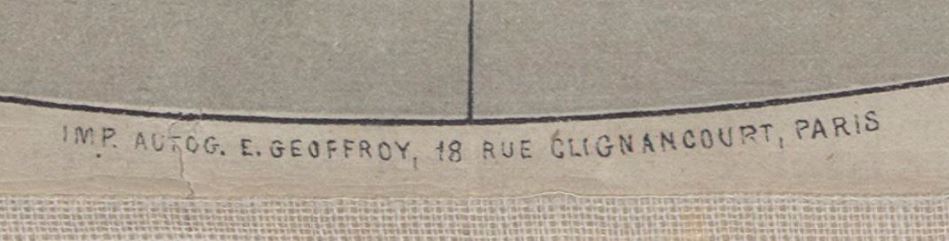 IMP. AUTOG. E. GEOFFROY, 18 RUE CLIGNANCOURT, PARIS